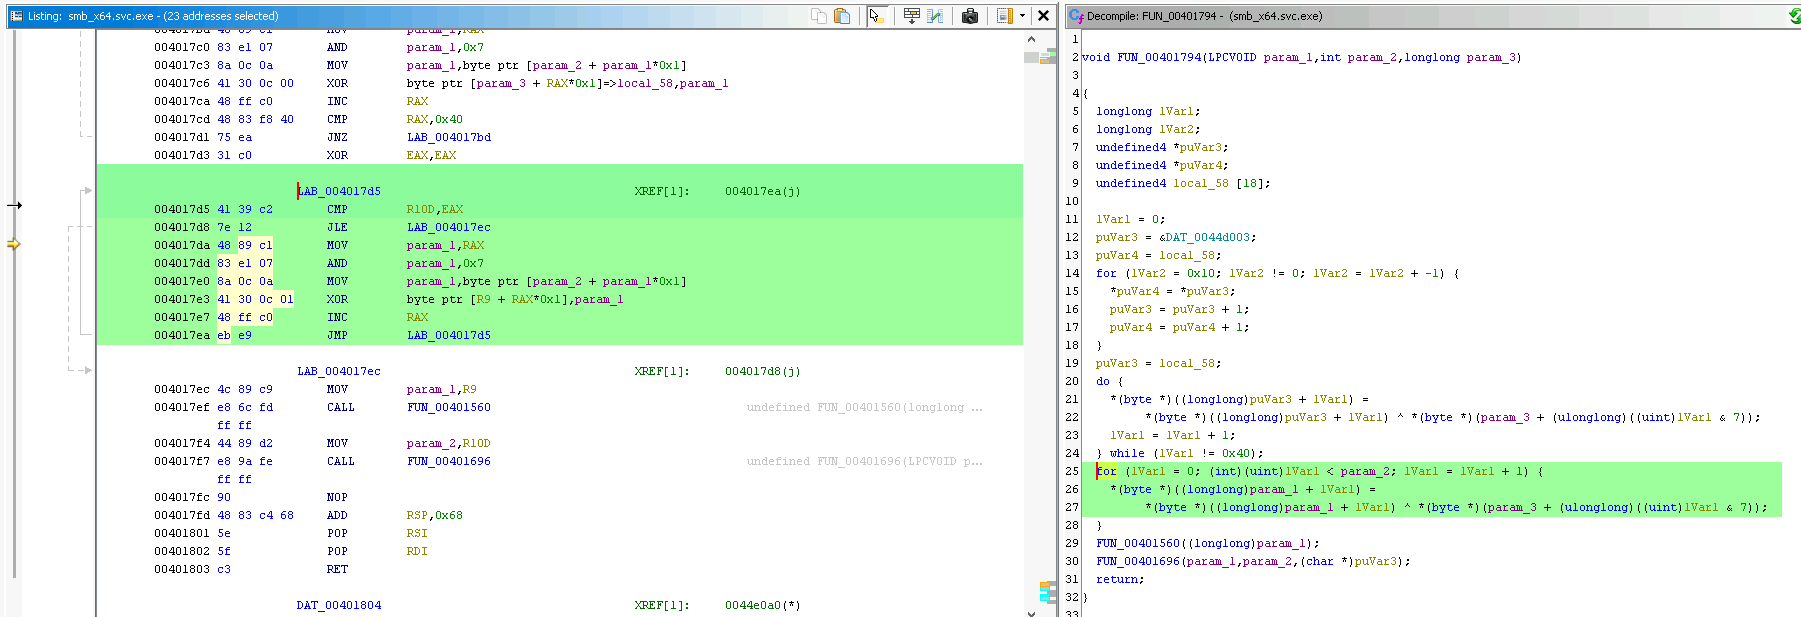 Listing: smb_x64.svc.exe - (23 addresses selected)
004017c0 83 e1 07 AND param_1,0x7
004017c3 8a 0c 0a MOV param_1,byte ptr [param_2 + param_1*0x1]
004017c6 41 30 0c 00 XOR byte ptr [param_3 + RAX*0x1]=>local_58,param_1
004017ca 48 ff c0 INC RAX
004017cd 48 83 f8 40 CMP RAX,0x40
004017d1 75 ea JNZ LAB_004017bd
004017d3 31 c0 XOR EAX,EAX
LAB_004017d5 XREF[1]: 004017ea(j)
004017d5 41 39 c2 CMP R10D,EAX
004017d8 7e 12 JLE LAB_004017ec
004017da 48 89 c1 MOV param_1,RAX
004017dd 83 e1 07 AND param_1,0x7
004017e0 8a 0c 0a MOV param_1,byte ptr [param_2 + param_1*0x1]
004017e3 41 30 0c 01 XOR byte ptr [R9 + RAX*0x1],param_1
004017e7 48 ff c0 INC RAX
004017ea eb e9 JMP LAB_004017d5
LAB_004017ec XREF[1]: 004017d8(j)
004017ec 4c 89 c9 MOV param_1,R9
004017ef e8 6c fd CALL FUN_00401560 undefined FUN_00401560(longlong ...
ff ff
004017f4 44 89 d2 MOV param_2,R10D
004017f7 e8 9a fe CALL FUN_00401696 undefined FUN_00401696(LPCVOID p...
ff ff
004017fc 90 NOP
004017fd 48 83 c4 68 ADD RSP,0x68
00401801 5e POP RSI
00401802 5f POP RDI
00401803 c3 RET
DAT_00401804 XREF[1]: 0044e0a0(*)
Decompile: FUN_00401794 - (smb_x64.svc.exe)
1
2 void FUN_00401794(LPCVOID param_1,int param_2,longlong param_3)
3
4 {
5 longlong lVar1;
6 longlong lVar2;
7 undefined4 *puVar3;
8 undefined4 *puVar4;
9 undefined4 local_58 [18];
10
11 lVar1 = 0;
12 puVar3 = &DAT_0044d003;
13 puVar4 = local_58;
14 for (lVar2 = 0x10; lVar2 != 0; lVar2 = lVar2 + -1) {
15 *puVar4 = *puVar3;
16 puVar3 = puVar3 + 1;
17 puVar4 = puVar4 + 1;
18 }
19 puVar3 = local_58;
20 do {
21 *(byte *)((longlong)puVar3 + lVar1) =
22 *(byte *)((longlong)puVar3 + lVar1) ^ *(byte *)(param_3 + (ulonglong)((uint)lVar1 & 7));
23 lVar1 = lVar1 + 1;
24 } while (lVar1 != 0x40);
25 for (lVar1 = 0; (int)(uint)lVar1 < param_2; lVar1 = lVar1 + 1) {
26 *(byte *)((longlong)param_1 + lVar1) =
27 *(byte *)((longlong)param_1 + lVar1) ^ *(byte *)(param_3 + (ulonglong)((uint)lVar1 & 7));
28 }
29 FUN_00401560((longlong)param_1);
30 FUN_00401696(param_1,param_2,(char *)puVar3);
31 return;
32 }
33